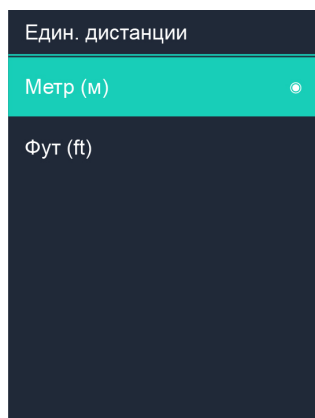 Един. дистанции
Метр (м)
Фут (ft)